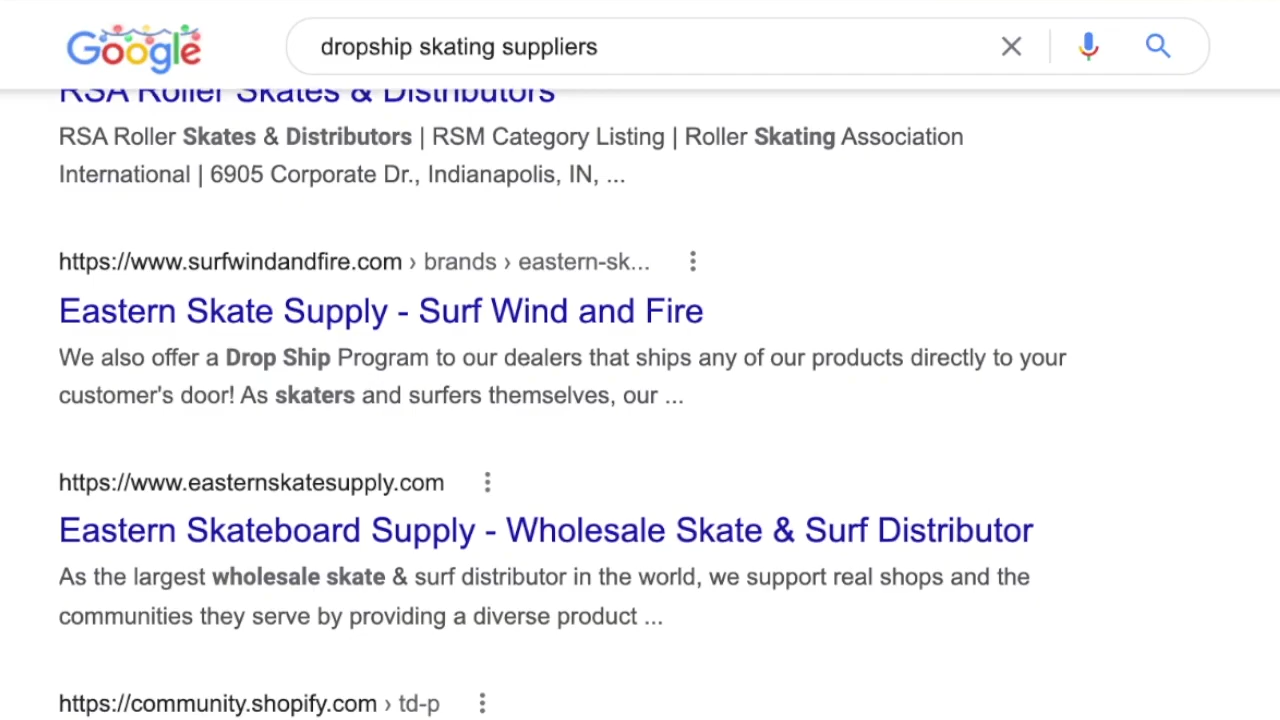 Google
dropship skating suppliers
RSA Roller Skates & Distributors
RSA Roller Skates & Distributors | RSM Category Listing | Roller Skating Association
International | 6905 Corporate Dr., Indianapolis, IN, ...
https://www.surfwindandfire.com › brands › eastern-sk...
Eastern Skate Supply - Surf Wind and Fire
We also offer a Drop Ship Program to our dealers that ships any of our products directly to your
customer's door! As skaters and surfers themselves, our ...
https://www.easternskatesupply.com
Eastern Skateboard Supply - Wholesale Skate & Surf Distributor
As the largest wholesale skate & surf distributor in the world, we support real shops and the
communities they serve by providing a diverse product ...
https://community.shopify.com › td-p